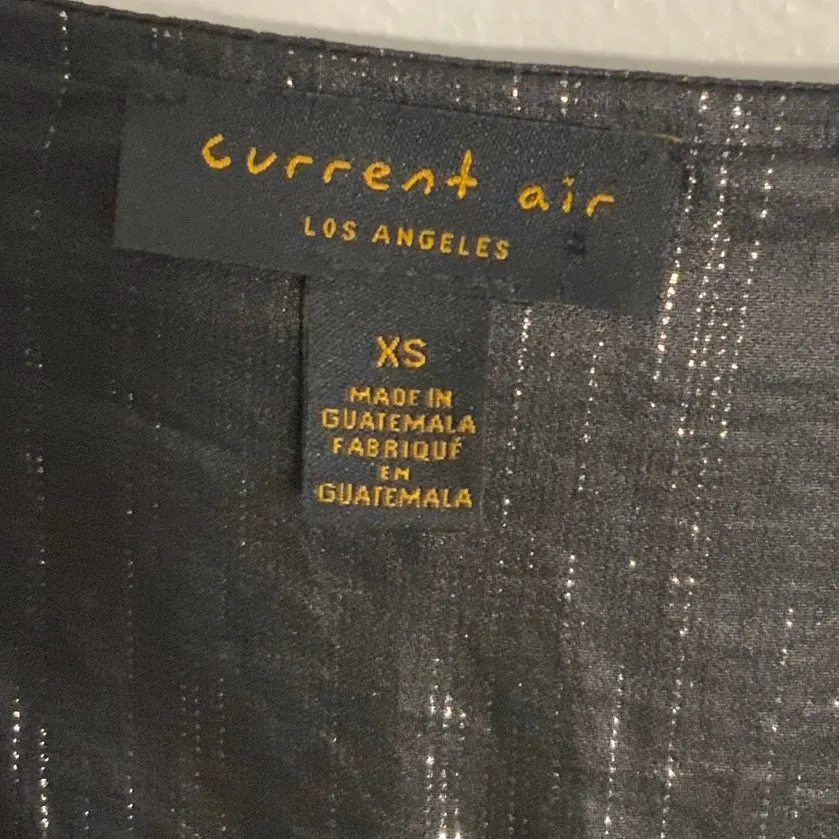 current air
LOS ANGELES
XS
MADE IN
GUATEMALA
FABRIQUÉ
EN
GUATEMALA